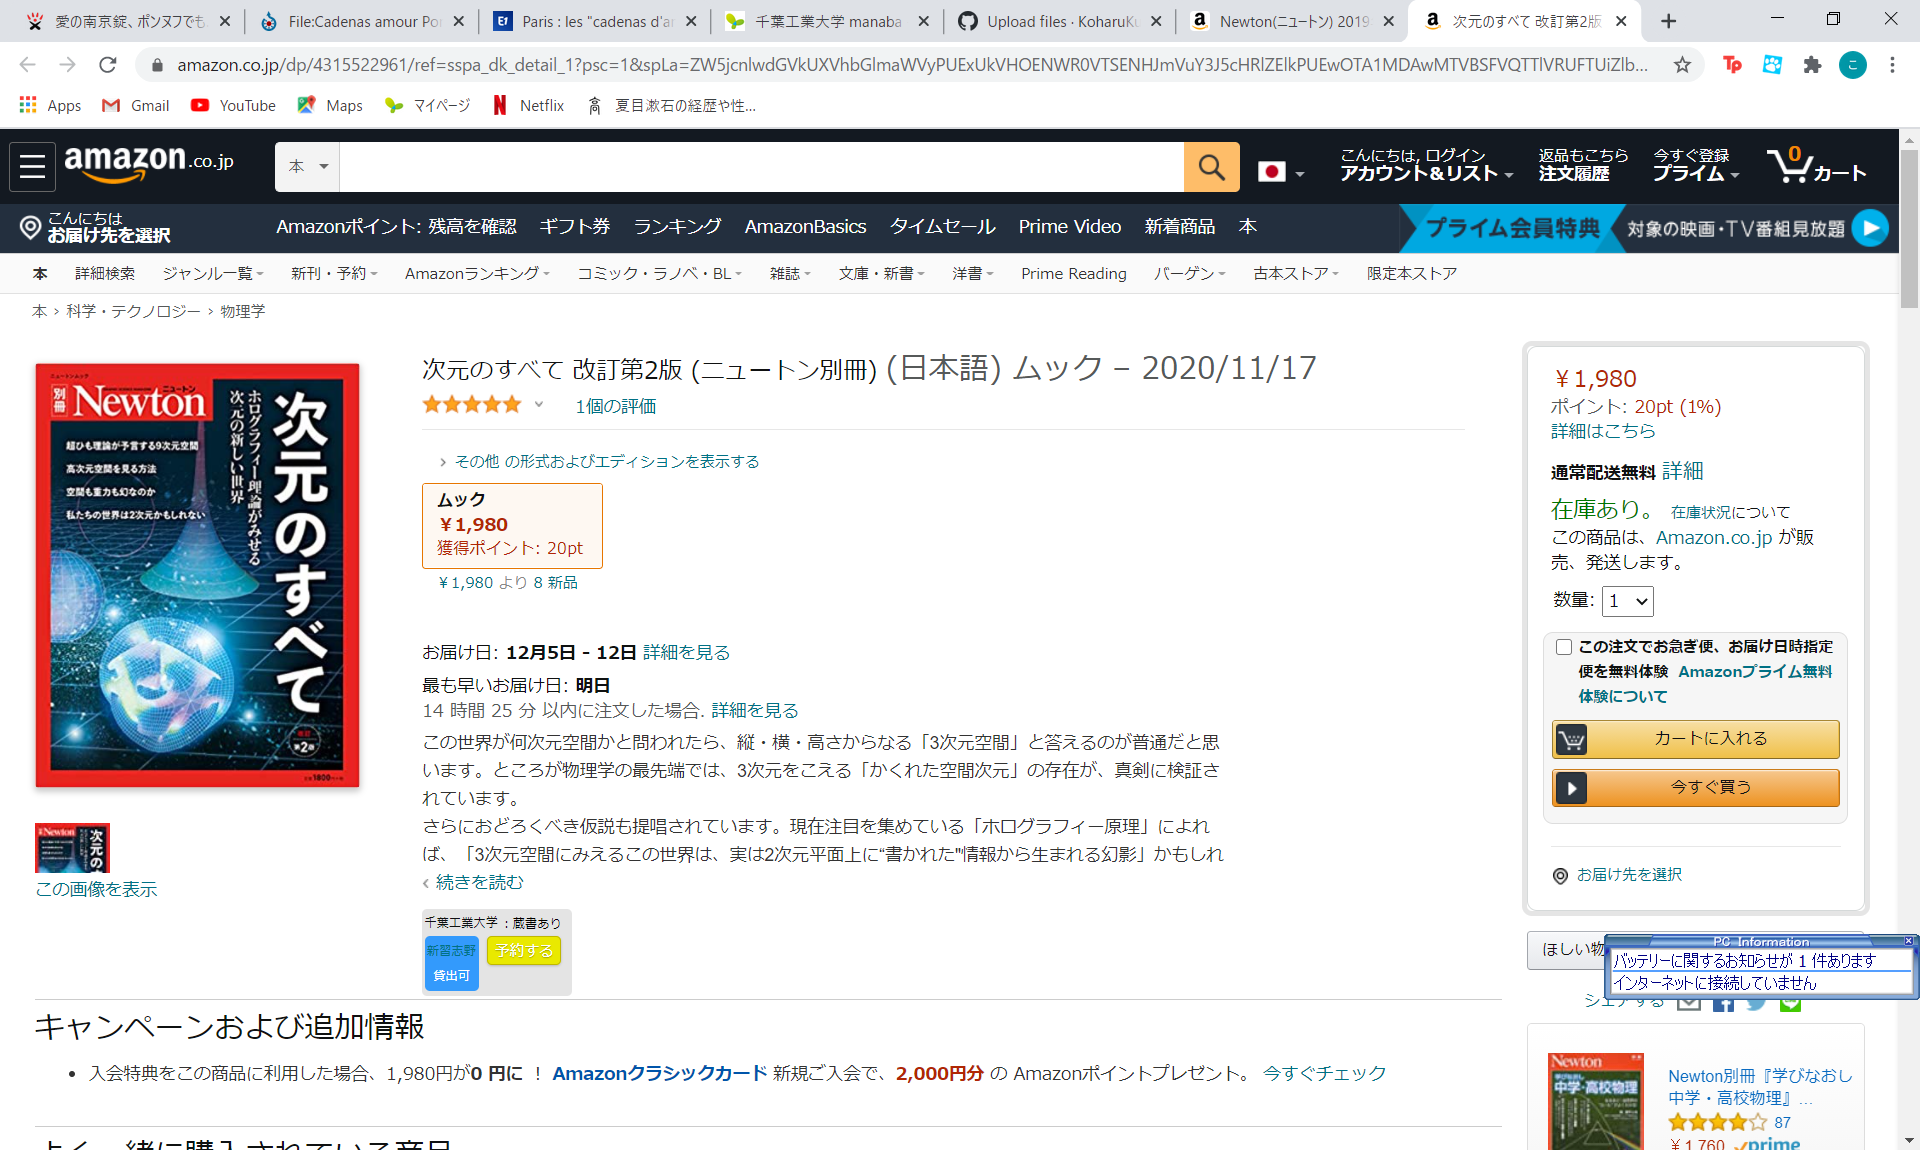 愛の南京錠、ポンヌフでも
File:Cadenas amour Po
Paris : les "cadenas d'a
千葉工業大学 manaba
Upload files · KoharuKu
Newton(ニュートン) 2019
次元のすべて 改訂第2版
amazon.co.jp/dp/4315522961/ref=sspa_dk_detail_1?psc=1&spLa=ZW5jcnlwdGVkUXVhbGlmaWVyPUExUkVHOENWR0VTSENHJmVuY3J5cHRlZElkPUEwOTA1MDAwMTVBSFVQTTlVRUFTUiZlb...
こ
Apps
Gmail
YouTube
Maps
マイページ
Netflix
夏目漱石の経歴や性...
amazon.co.jp
本
こんにちは, ログイン
アカウント&リスト
返品もこちら
注文履歴
今すぐ登録
プライム
0
カート
こんにちは
お届け先を選択
Amazonポイント: 残高を確認
ギフト券
ランキング
AmazonBasics
タイムセール
Prime Video
新着商品
本
プライム会員特典
対象の映画・TV番組見放題
本
詳細検索
ジャンル一覧
新刊・予約
Amazonランキング
コミック・ラノベ・BL
雑誌
文庫・新書
洋書
Prime Reading
バーゲン
古本ストア
限定本ストア
本 › 科学・テクノロジー › 物理学
別冊 Newton ニュートン
次元のすべて
ホログラフィー理論がみせる
次元の新しい世界
超ひも理論が予言する9次元空間
高次元空間を見る方法
空間も重力も幻なのか
私たちの世界は2次元かもしれない
第2版
この画像を表示
次元のすべて 改訂第2版 (ニュートン別冊) (日本語) ムック – 2020/11/17
1個の評価
› その他 の形式およびエディションを表示する
ムック
￥1,980
獲得ポイント: 20pt
￥1,980 より 8 新品
お届け日: 12月5日 - 12日 詳細を見る
最も早いお届け日: 明日
14 時間 25 分 以内に注文した場合. 詳細を見る
この世界が何次元空間かと問われたら、縦・横・高さからなる「3次元空間」と答えるのが普通だと思
います。ところが物理学の最先端では、3次元をこえる「かくれた空間次元」の存在が、真剣に検証さ
れています。
さらにおどろくべき仮説も提唱されています。現在注目を集めている「ホログラフィー原理」によれ
ば、「3次元空間にみえるこの世界は、実は2次元平面上に“書かれた"情報から生まれる幻影」かもしれ
‹ 続きを読む
千葉工業大学 : 蔵書あり
新習志野
貸出可
予約する
￥1,980
ポイント: 20pt (1%)
詳細はこちら
通常配送無料 詳細
在庫あり。 在庫状況について
この商品は、Amazon.co.jp が販
売、発送します。
数量: 1
この注文でお急ぎ便、お届け日時指定
便を無料体験 Amazonプライム無料
体験について
カートに入れる
今すぐ買う
お届け先を選択
ほしい物
PC Information
バッテリーに関するお知らせが 1 件あります
インターネットに接続していません
シェアする
キャンペーンおよび追加情報
• 入会特典をこの商品に利用した場合、1,980円が0 円に ！ Amazonクラシックカード 新規ご入会で、2,000円分 の Amazonポイントプレゼント。 今すぐチェック
よく一緒に購入されている商品
Newton
学びなおし
中学・高校物理
Newton別冊『学びなおし
中学・高校物理』...
87
￥1,760 prime